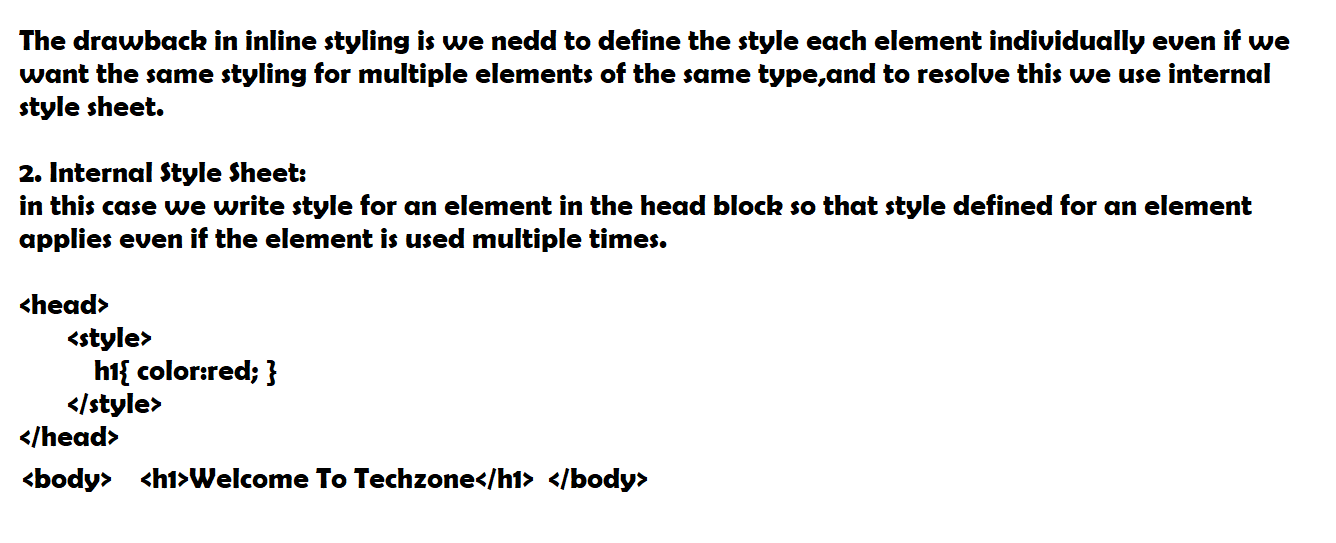 The drawback in inline styling is we nedd to define the style each element individually even if we
want the same styling for multiple elements of the same type,and to resolve this we use internal
style sheet.
2. Internal Style Sheet:
in this case we write style for an element in the head block so that style defined for an element
applies even if the element is used multiple times.
<head>
<style>
h1{ color:red; }
</style>
</head>
<body> <h1>Welcome To Techzone</h1> </body>